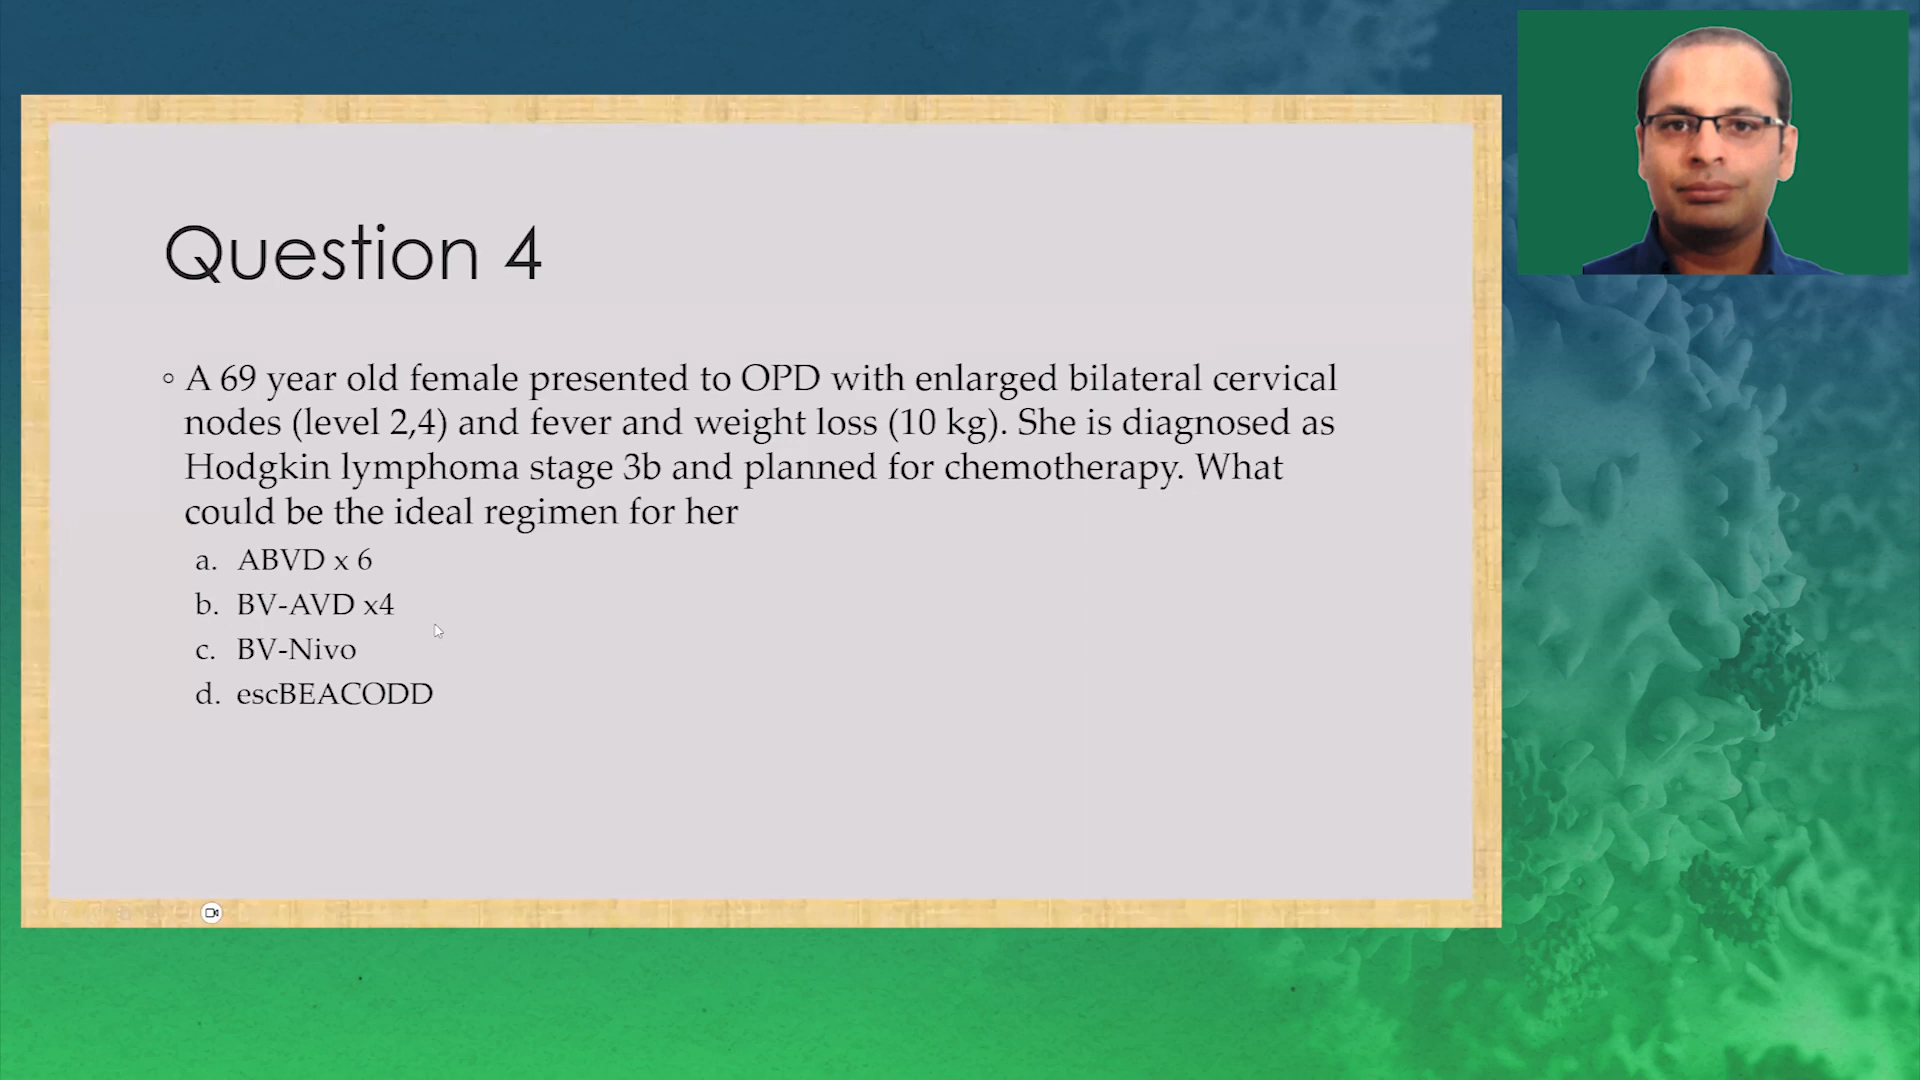 Question 4
◦ A 69 year old female presented to OPD with enlarged bilateral cervical
nodes (level 2,4) and fever and weight loss (10 kg). She is diagnosed as
Hodgkin lymphoma stage 3b and planned for chemotherapy. What
could be the ideal regimen for her
a. ABVD x 6
b. BV-AVD x4
c. BV-Nivo
d. escBEACODD